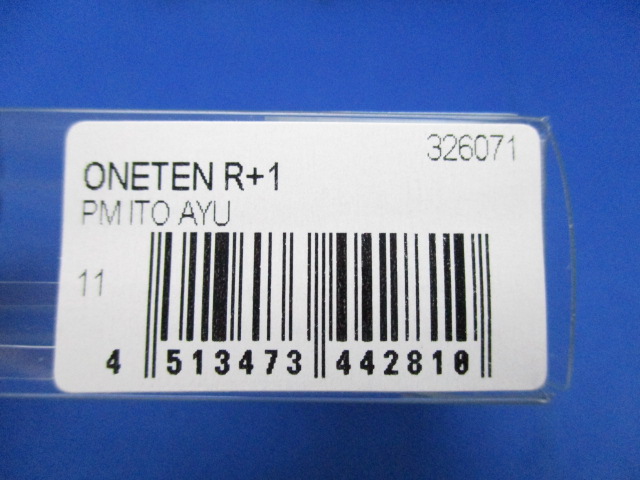 326071
ONETEN R+1
PM ITO AYU
11
4 513473 442810